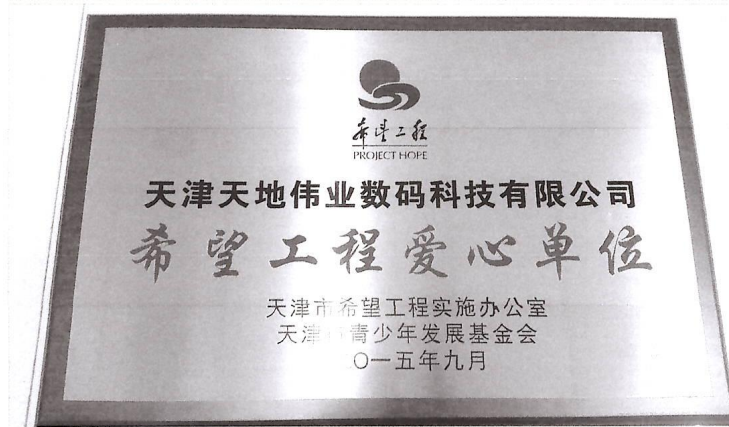 希望工程
PROJECT HOPE
天津天地伟业数码科技有限公司
希望工程爱心单位
天津市希望工程实施办公室
天津 青少年发展基金会
O一五年九月